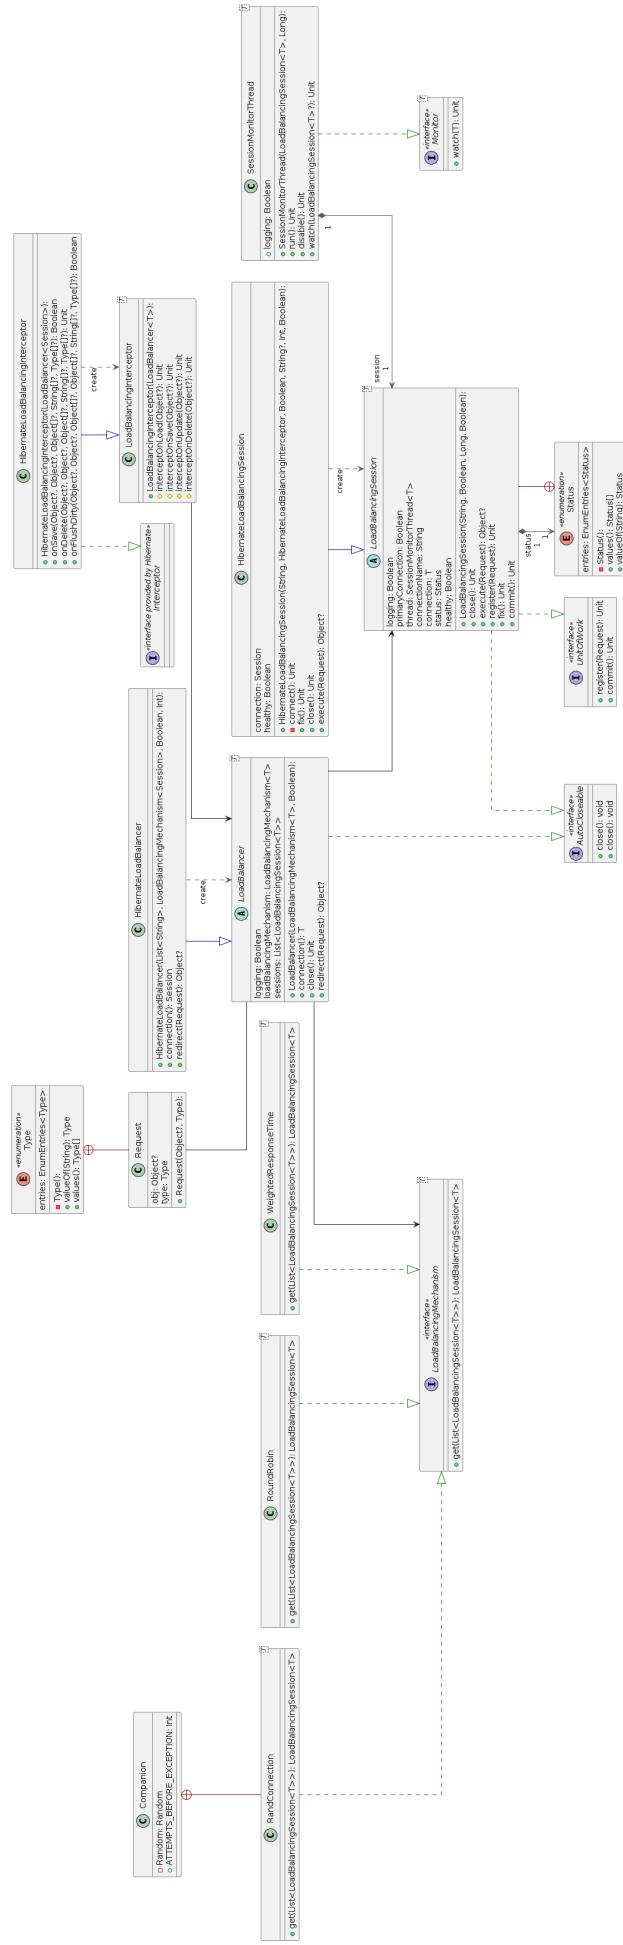 T
C SessionMonitorThread
logging: Boolean
SessionMonitorThread(LoadBalancingSession<T>, Long):
run(): Unit
disable(): Unit
watch(LoadBalancingSession<T>?): Unit
T
«interface»
I Monitor
watch(T): Unit
1
session
1
C HibernateLoadBalancingInterceptor
HibernateLoadBalancingInterceptor(LoadBalancer<Session>):
onSave(Object?, Object?, Object[]?, String[]?, Type[]?): Boolean
onDelete(Object?, Object?, Object[]?, String[]?, Type[]?): Unit
onFlushDirty(Object?, Object?, Object[]?, Object[]?, String[]?, Type[]?): Boolean
create
T
C LoadBalancingInterceptor
LoadBalancingInterceptor(LoadBalancer<T>):
interceptOnLoad(Object?): Unit
interceptOnSave(Object?): Unit
interceptOnUpdate(Object?): Unit
interceptOnDelete(Object?): Unit
«interface provided by Hibernate»
I Interceptor
C HibernateLoadBalancingSession
connection: Session
healthy: Boolean
HibernateLoadBalancingSession(String, HibernateLoadBalancingInterceptor, Boolean, String?, Int, Boolean):
connect(): Unit
fix(): Unit
close(): Unit
execute(Request): Object?
create
T
A LoadBalancingSession
logging: Boolean
primaryConnection: Boolean
thread: SessionMonitorThread<T>
connectionName: String
connection: T
status: Status
healthy: Boolean
LoadBalancingSession(String, Boolean, Long, Boolean):
close(): Unit
execute(Request): Object?
register(Request): Unit
fix(): Unit
commit(): Unit
status
1
1
«enumeration»
E Status
entries: EnumEntries<Status>
Status():
values(): Status[]
valueOf(String): Status
«interface»
I UnitOfWork
register(Request): Unit
commit(): Unit
«interface»
I AutoCloseable
close(): void
close(): void
C HibernateLoadBalancer
HibernateLoadBalancer(List<String>, LoadBalancingMechanism<Session>, Boolean, Int):
connection(): Session
redirect(Request): Object?
create
T
A LoadBalancer
logging: Boolean
loadBalancingMechanism: LoadBalancingMechanism<T>
sessions: List<LoadBalancingSession<T>>
LoadBalancer(LoadBalancingMechanism<T>, Boolean):
connection(): T
close(): Unit
redirect(Request): Object?
«enumeration»
E Type
entries: EnumEntries<Type>
Type():
valueOf(String): Type
values(): Type[]
C Request
obj: Object?
type: Type
Request(Object?, Type):
T
C WeightedResponseTime
get(List<LoadBalancingSession<T>>): LoadBalancingSession<T>
T
«interface»
I LoadBalancingMechanism
get(List<LoadBalancingSession<T>>): LoadBalancingSession<T>
T
C RoundRobin
get(List<LoadBalancingSession<T>>): LoadBalancingSession<T>
C Companion
Random: Random
ATTEMPTS_BEFORE_EXCEPTION: Int
T
C RandConnection
get(List<LoadBalancingSession<T>>): LoadBalancingSession<T>